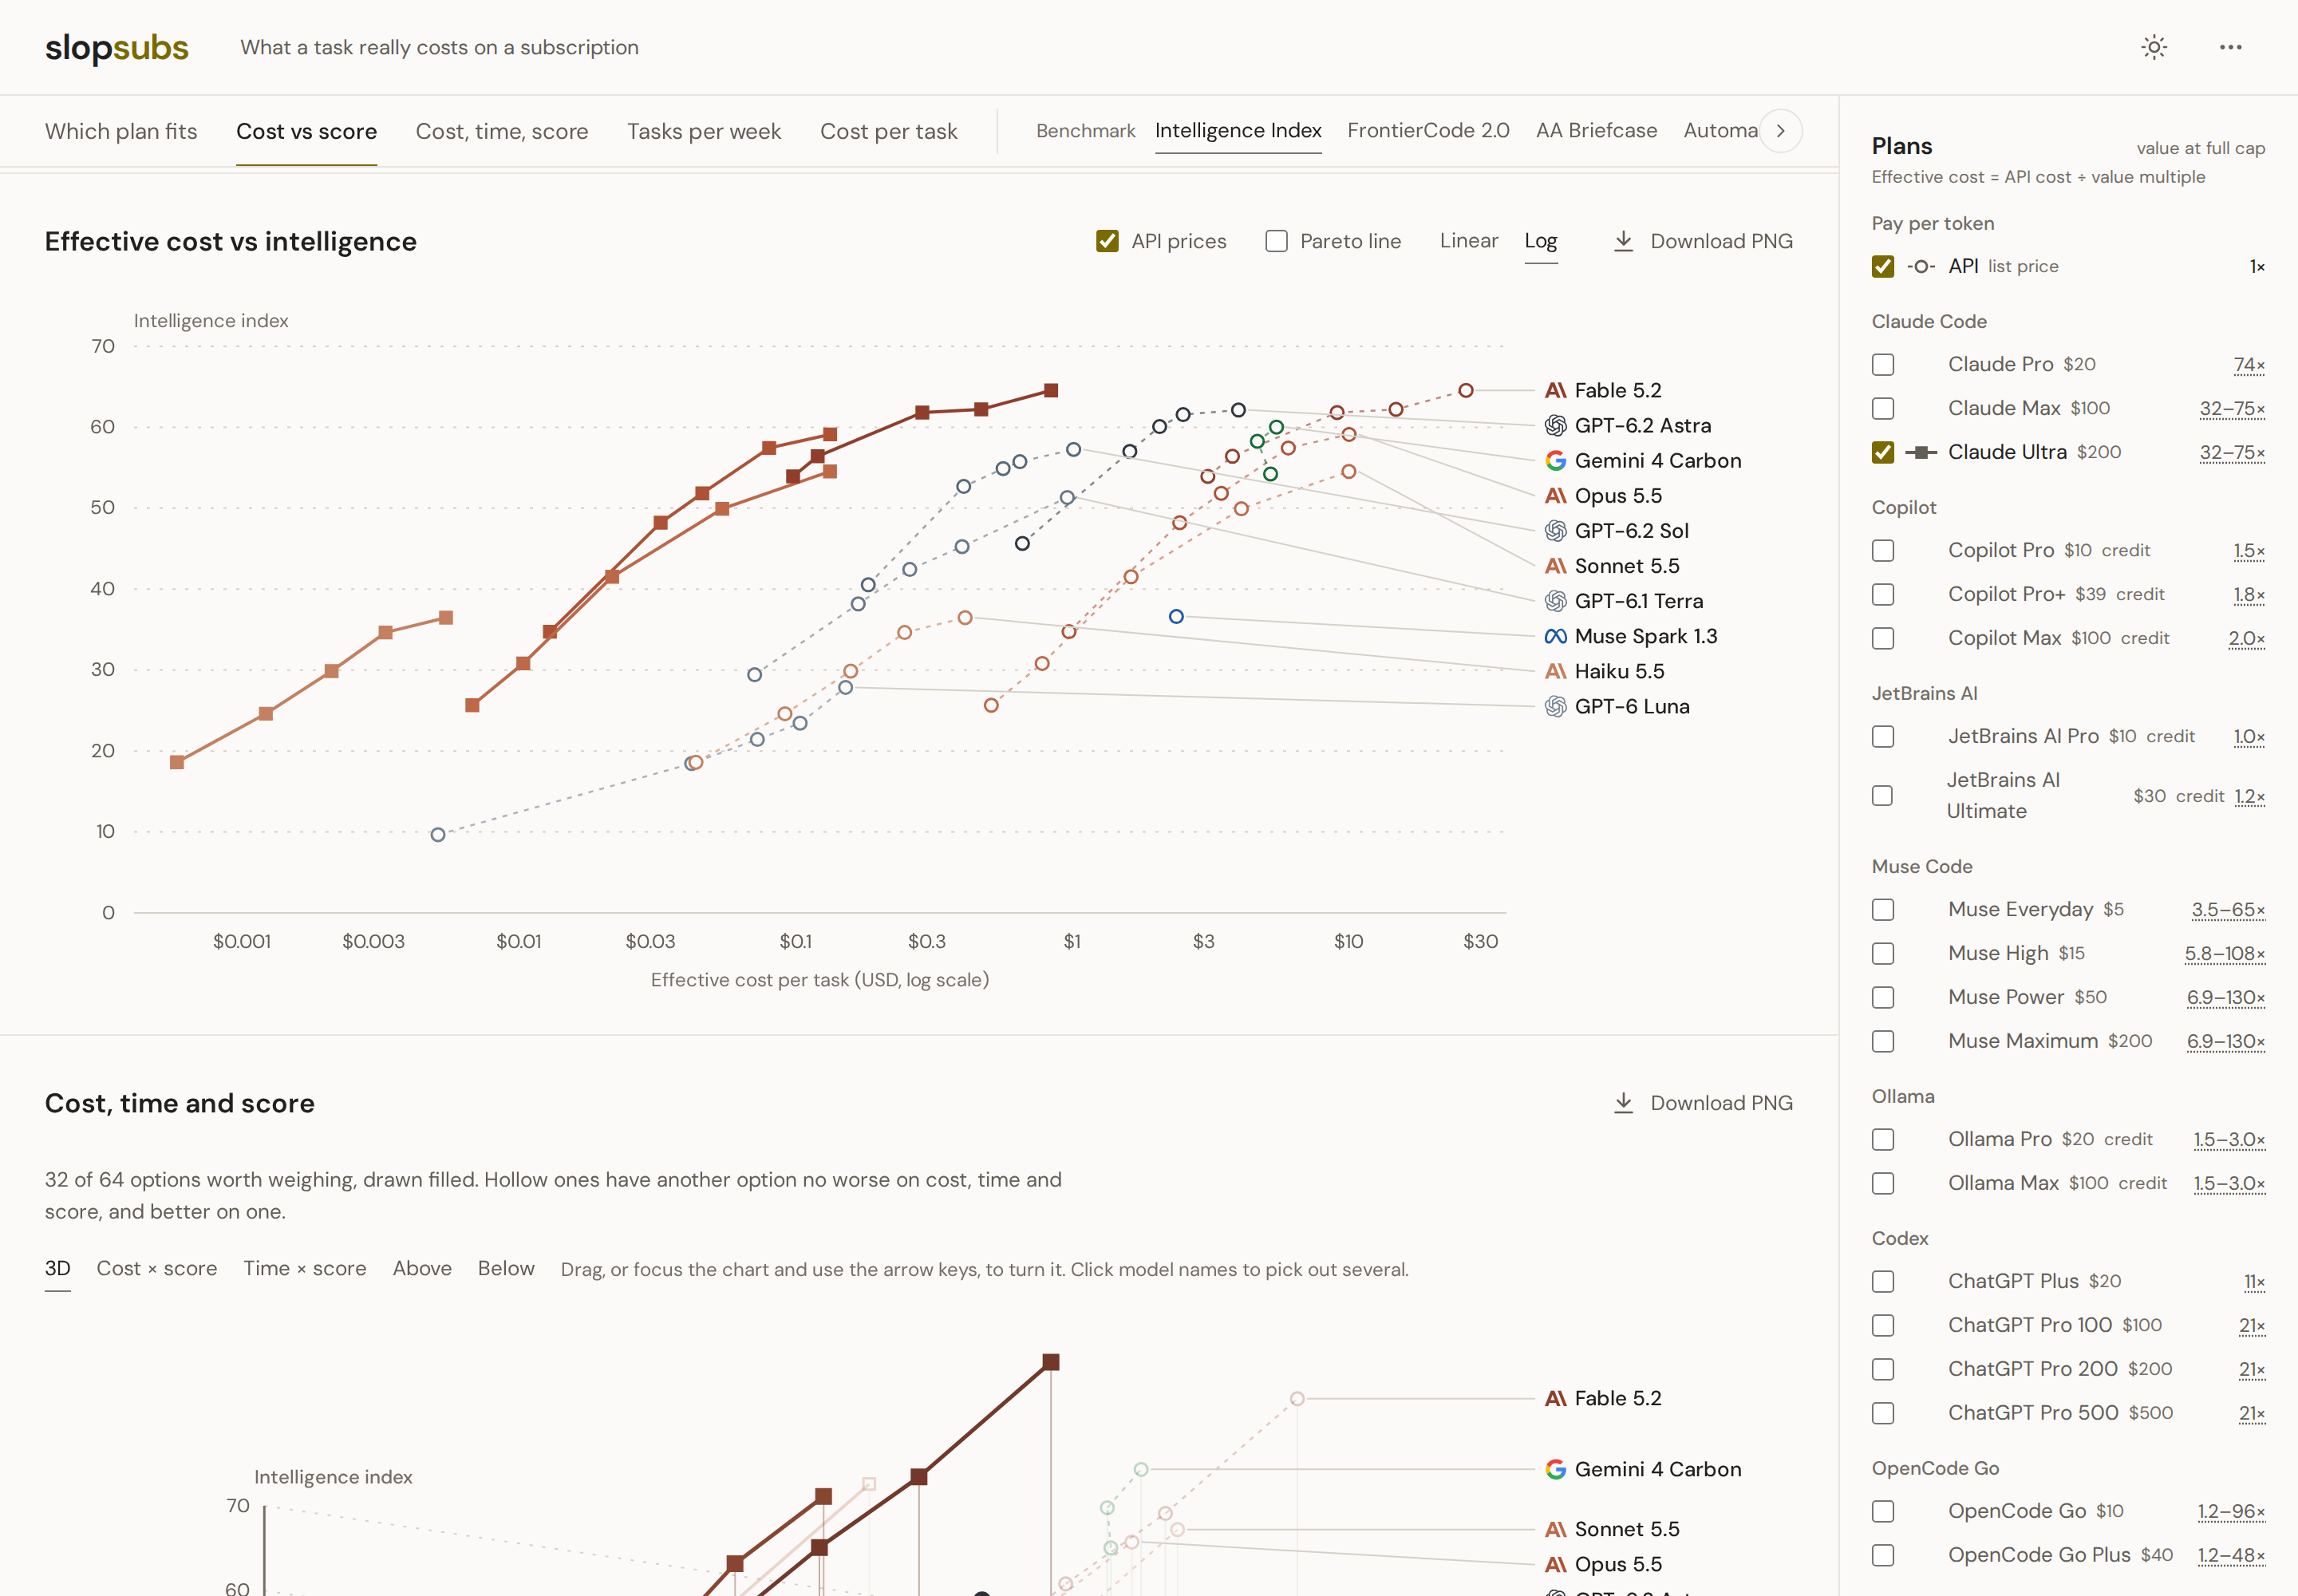 slopsubs
What a task really costs on a subscription
Which plan fits
Cost vs score
Cost, time, score
Tasks per week
Cost per task
Benchmark
Intelligence Index
FrontierCode 2.0
AA Briefcase
Automa
Effective cost vs intelligence
API prices
Pareto line
Linear
Log
Download PNG
Intelligence index
70
60
50
40
30
20
10
0
$0.001
$0.003
$0.01
$0.03
$0.1
$0.3
$1
$3
$10
$30
Effective cost per task (USD, log scale)
Fable 5.2
GPT-6.2 Astra
Gemini 4 Carbon
Opus 5.5
GPT-6.2 Sol
Sonnet 5.5
GPT-6.1 Terra
Muse Spark 1.3
Haiku 5.5
GPT-6 Luna
Cost, time and score
Download PNG
32 of 64 options worth weighing, drawn filled. Hollow ones have another option no worse on cost, time and
score, and better on one.
3D
Cost × score
Time × score
Above
Below
Drag, or focus the chart and use the arrow keys, to turn it. Click model names to pick out several.
Intelligence index
70
60
Fable 5.2
Gemini 4 Carbon
Sonnet 5.5
Opus 5.5
Plans
value at full cap
Effective cost = API cost ÷ value multiple
Pay per token
API list price 1×
Claude Code
Claude Pro $20 74×
Claude Max $100 32–75×
Claude Ultra $200 32–75×
Copilot
Copilot Pro $10 credit 1.5×
Copilot Pro+ $39 credit 1.8×
Copilot Max $100 credit 2.0×
JetBrains AI
JetBrains AI Pro $10 credit 1.0×
JetBrains AI
Ultimate
$30 credit 1.2×
Muse Code
Muse Everyday $5 3.5–65×
Muse High $15 5.8–108×
Muse Power $50 6.9–130×
Muse Maximum $200 6.9–130×
Ollama
Ollama Pro $20 credit 1.5–3.0×
Ollama Max $100 credit 1.5–3.0×
Codex
ChatGPT Plus $20 11×
ChatGPT Pro 100 $100 21×
ChatGPT Pro 200 $200 21×
ChatGPT Pro 500 $500 21×
OpenCode Go
OpenCode Go $10 1.2–96×
OpenCode Go Plus $40 1.2–48×